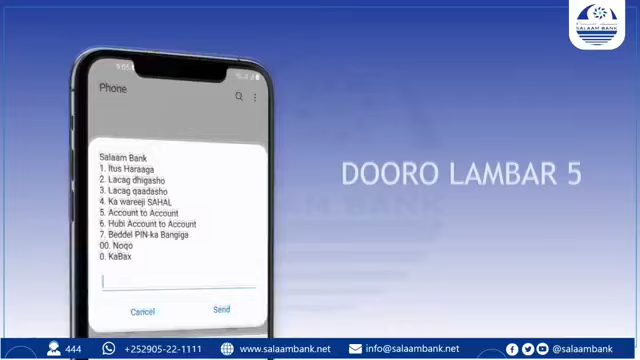 SALAAM BANK
9:05
Phone
Salaam Bank
1. Itus Haraaga
2. Lacag dhigasho
3. Lacag qaadasho
4. Ka wareeji SAHAL
5. Account to Account
6. Hubi Account to Account
7. Beddel PIN-ka Bangiga
00. Noqo
0. KaBax
Cancel
Send
DOORO LAMBAR 5
444
+252905-22-1111
www.salaambank.net
info@salaambank.net
@salaambank